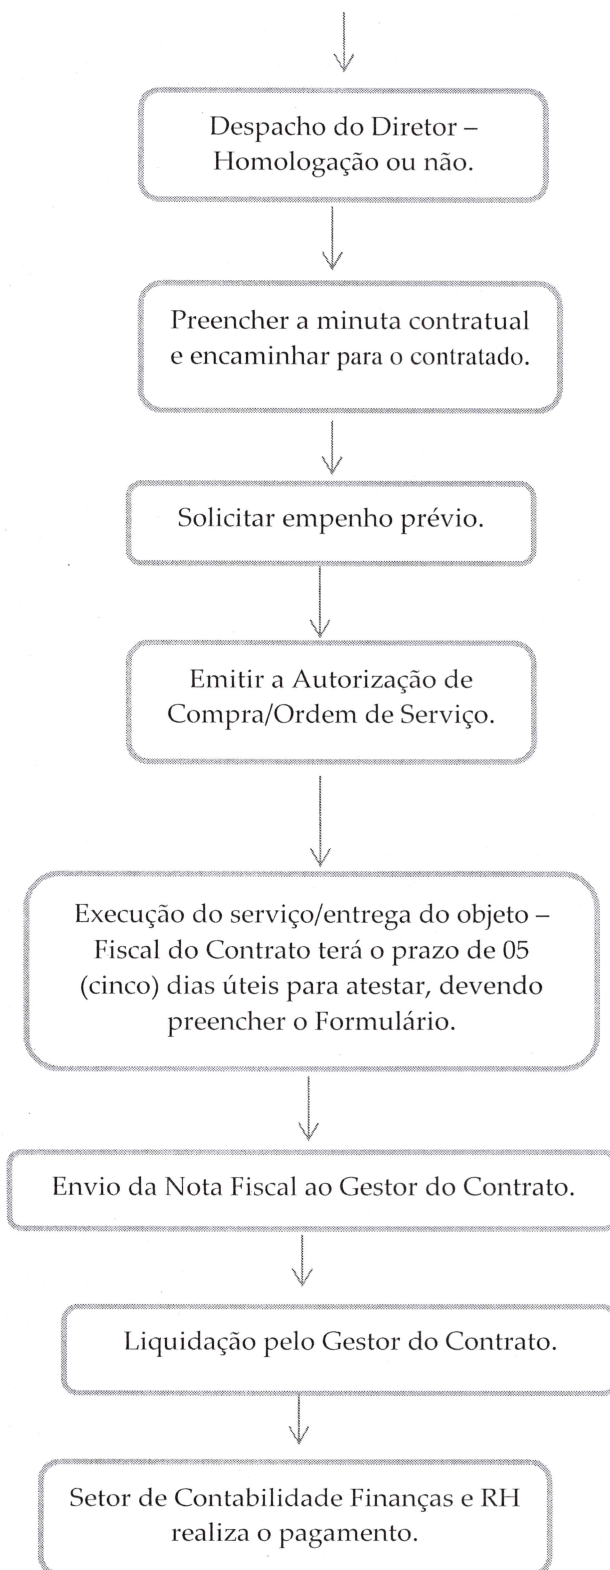 Despacho do Diretor –
Homologação ou não.
Preencher a minuta contratual
e encaminhar para o contratado.
Solicitar empenho prévio.
Emitir a Autorização de
Compra/Ordem de Serviço.
Execução do serviço/entrega do objeto –
Fiscal do Contrato terá o prazo de 05
(cinco) dias úteis para atestar, devendo
preencher o Formulário.
Envio da Nota Fiscal ao Gestor do Contrato.
Liquidação pelo Gestor do Contrato.
Setor de Contabilidade Finanças e RH
realiza o pagamento.